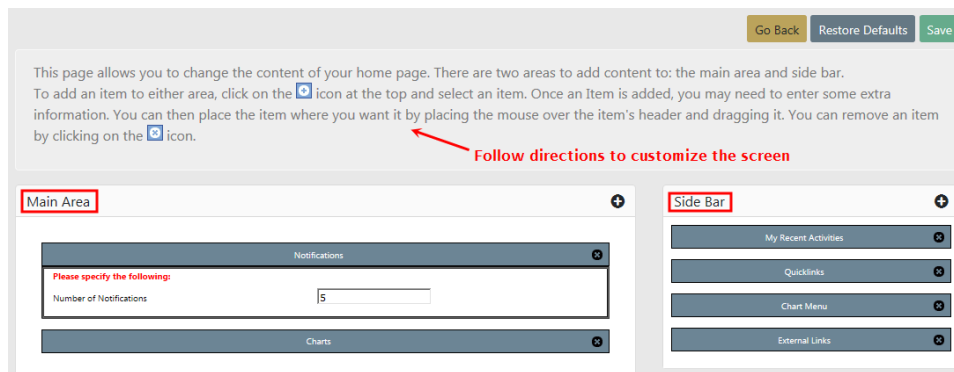 Go Back Restore Defaults Save
This page allows you to change the content of your home page. There are two areas to add content to: the main area and side bar.
To add an item to either area, click on the icon at the top and select an item. Once an Item is added, you may need to enter some extra
information. You can then place the item where you want it by placing the mouse over the item's header and dragging it. You can remove an item
by clicking on the icon.
Follow directions to customize the screen
Main Area
Notifications
Please specify the following:
Number of Notifications 5
Charts
Side Bar
My Recent Activities
Quicklinks
Chart Menu
External Links